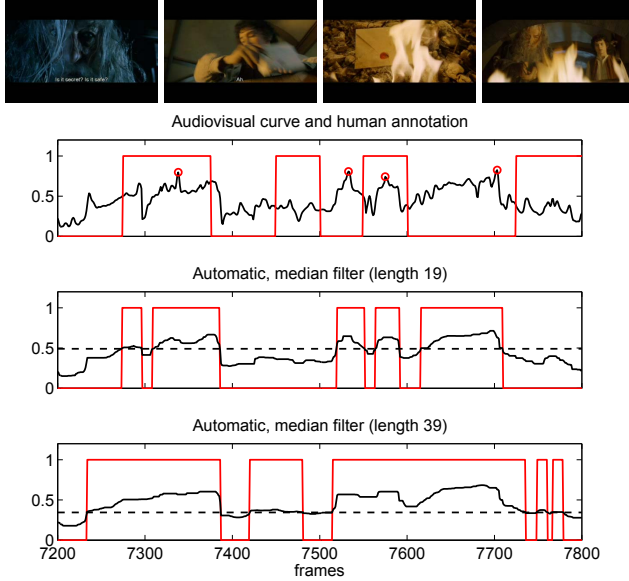 Is it secret? Is it safe?
Ah...
Audiovisual curve and human annotation
1
0.5
0
Automatic, median filter (length 19)
1
0.5
0
Automatic, median filter (length 39)
1
0.5
0
7200 7300 7400 7500 7600 7700 7800
frames